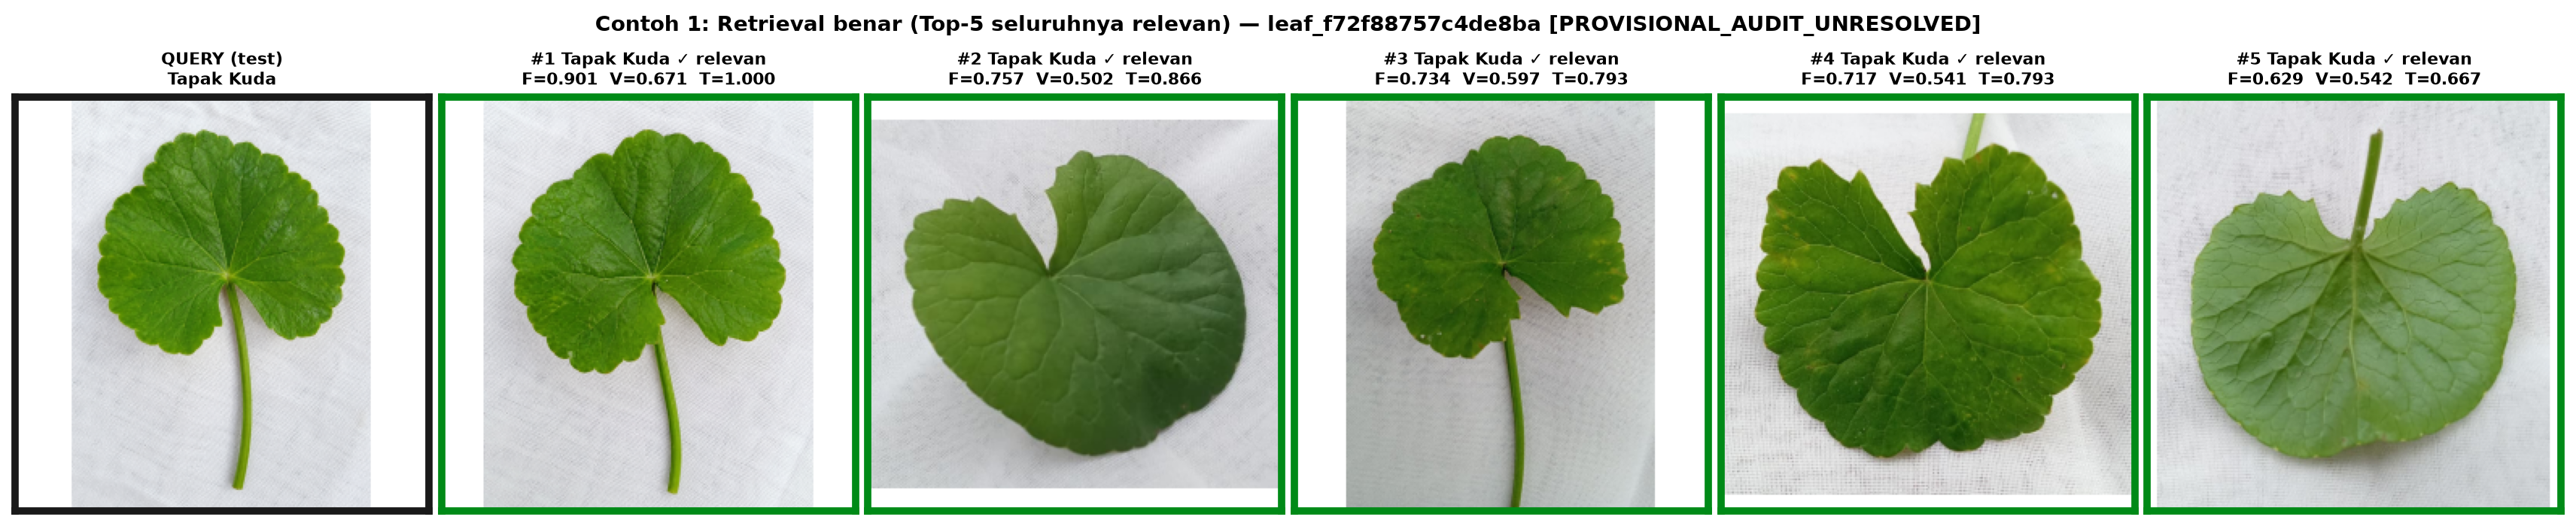 Contoh 1: Retrieval benar (Top-5 seluruhnya relevan) — leaf_f72f88757c4de8ba [PROVISIONAL_AUDIT_UNRESOLVED]
QUERY (test)
Tapak Kuda
#1 Tapak Kuda ✓ relevan
F=0.901 V=0.671 T=1.000
#2 Tapak Kuda ✓ relevan
F=0.757 V=0.502 T=0.866
#3 Tapak Kuda ✓ relevan
F=0.734 V=0.597 T=0.793
#4 Tapak Kuda ✓ relevan
F=0.717 V=0.541 T=0.793
#5 Tapak Kuda ✓ relevan
F=0.629 V=0.542 T=0.667